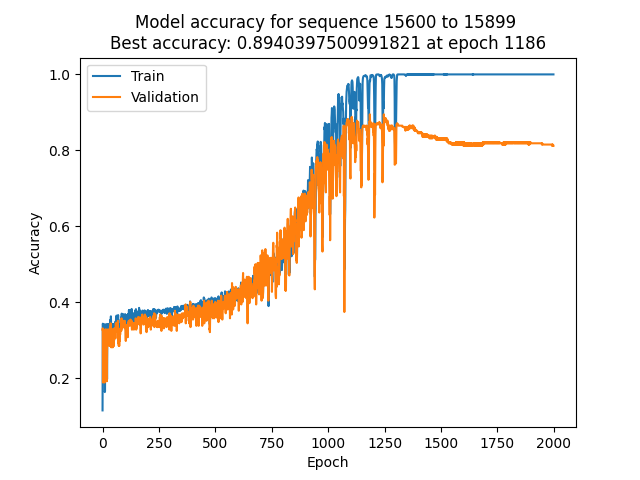 Model accuracy for sequence 15600 to 15899
Best accuracy: 0.8940397500991821 at epoch 1186
Train
Validation
1.0
0.8
0.6
0.4
0.2
Accuracy
0 250 500 750 1000 1250 1500 1750 2000
Epoch